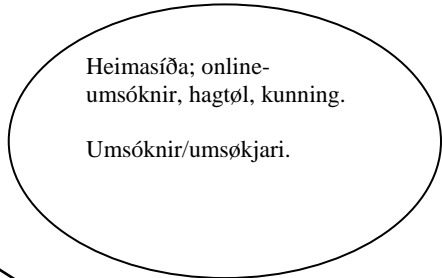 Heimasíða; online-
umsóknir, hagtøl, kunning.
Umsóknir/umsøkjari.